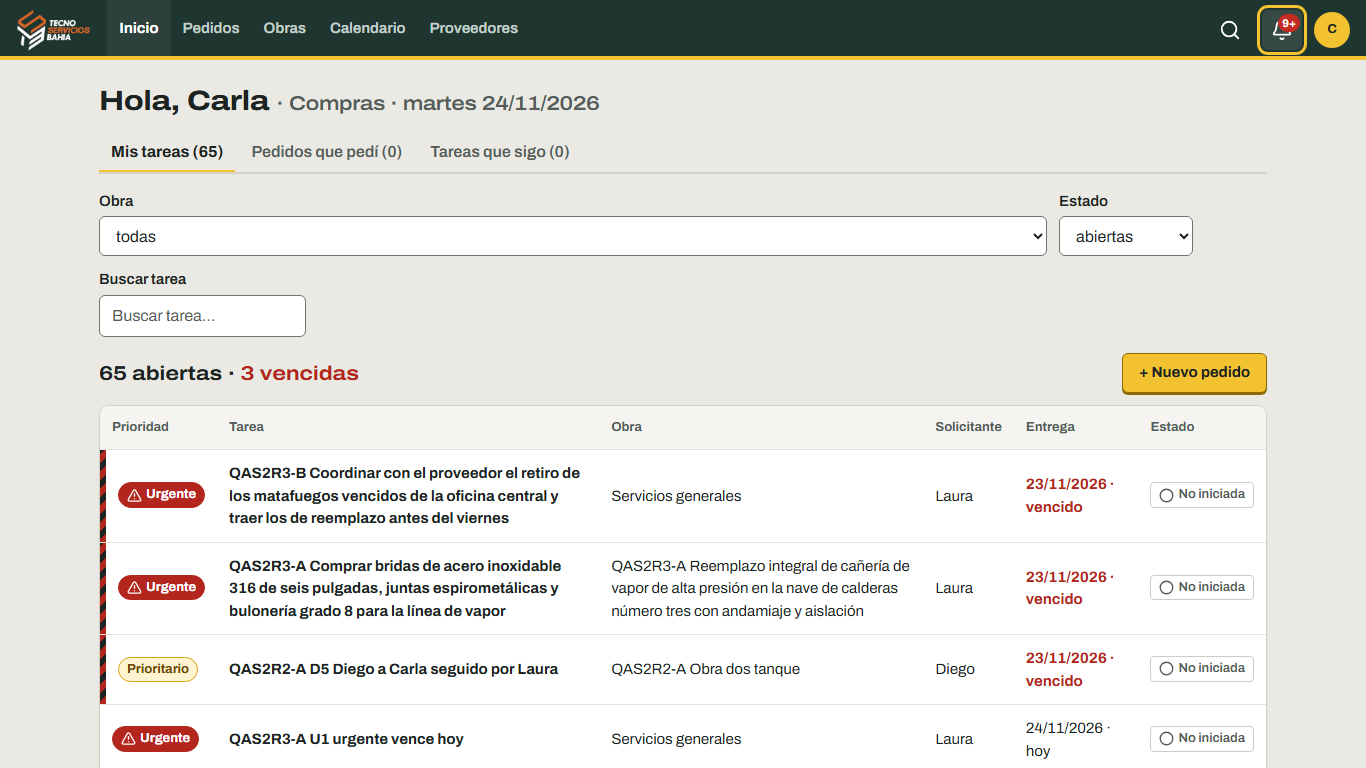 TECNO
SERVICIOS
BAHIA
Inicio
Pedidos
Obras
Calendario
Proveedores
9+
C
Hola, Carla · Compras · martes 24/11/2026
Mis tareas (65)
Pedidos que pedí (0)
Tareas que sigo (0)
Obra
Estado
todas
abiertas
Buscar tarea
Buscar tarea...
65 abiertas · 3 vencidas
+ Nuevo pedido
Prioridad
Tarea
Obra
Solicitante
Entrega
Estado
Urgente
QAS2R3-B Coordinar con el proveedor el retiro de
los matafuegos vencidos de la oficina central y
traer los de reemplazo antes del viernes
Servicios generales
Laura
23/11/2026 ·
vencido
No iniciada
Urgente
QAS2R3-A Comprar bridas de acero inoxidable
316 de seis pulgadas, juntas espirometálicas y
bulonería grado 8 para la línea de vapor
QAS2R3-A Reemplazo integral de cañería de
vapor de alta presión en la nave de calderas
número tres con andamiaje y aislación
Laura
23/11/2026 ·
vencido
No iniciada
Prioritario
QAS2R2-A D5 Diego a Carla seguido por Laura
QAS2R2-A Obra dos tanque
Diego
23/11/2026 ·
vencido
No iniciada
Urgente
QAS2R3-A U1 urgente vence hoy
Servicios generales
Laura
24/11/2026 ·
hoy
No iniciada